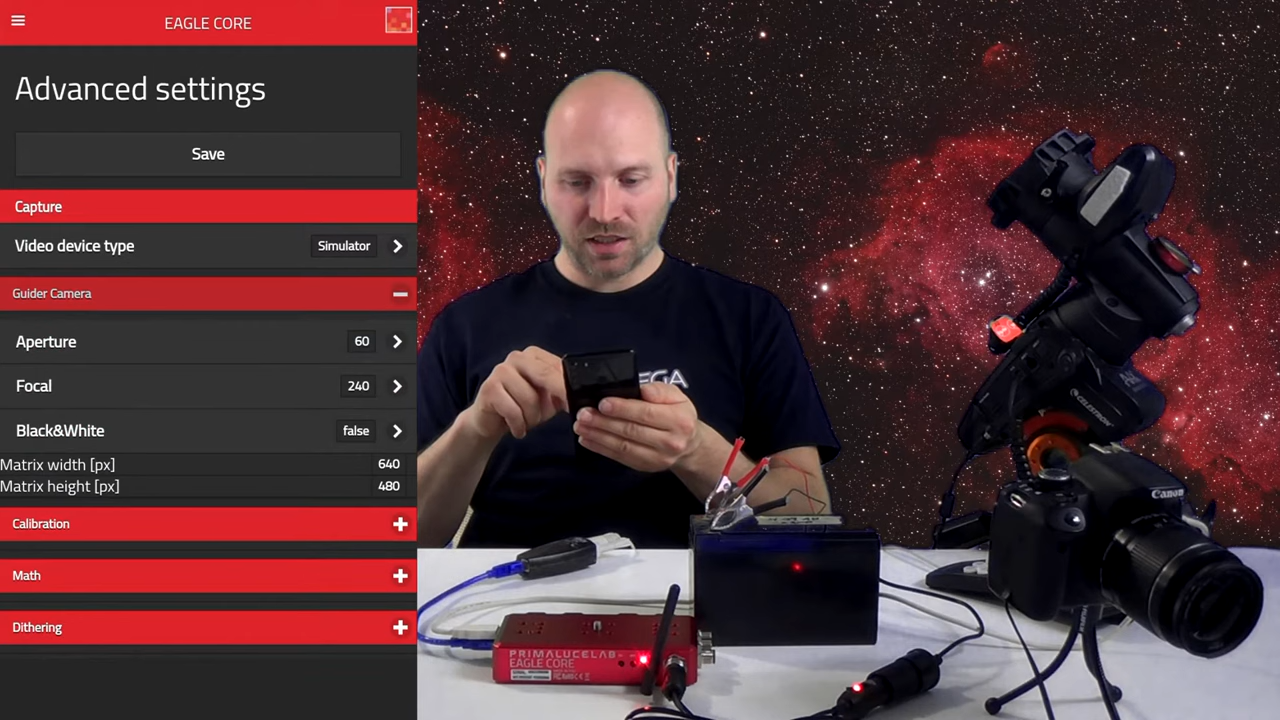 EAGLE CORE
Advanced settings
Save
Capture
Video device type
Simulator
Guider Camera
Aperture
60
Focal
240
Black&White
false
Matrix width [px]
640
Matrix height [px]
480
Calibration
Math
Dithering
CELESTRON
Canon
PRIMALUCELAB
EAGLE CORE